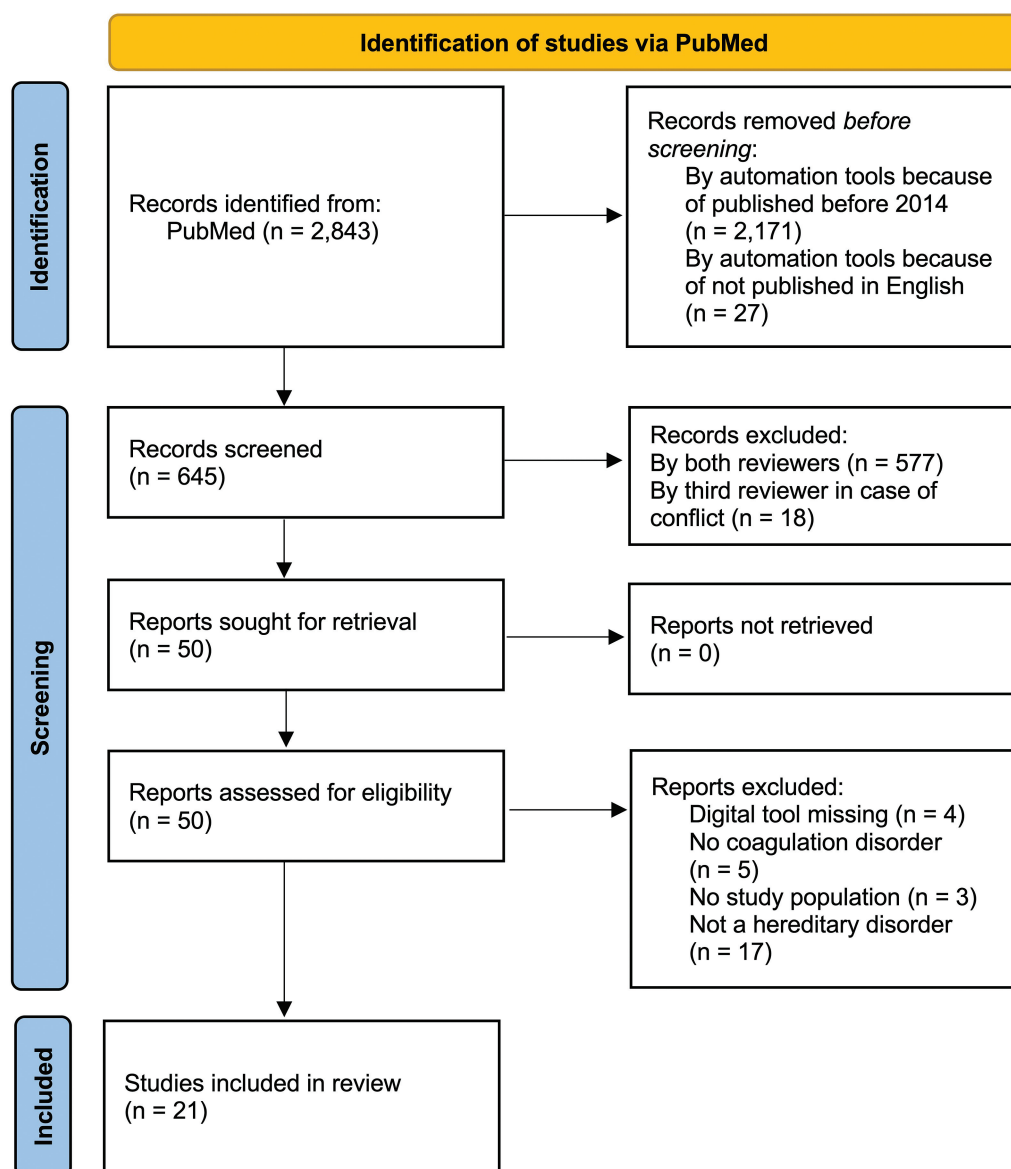 Identification of studies via PubMed
Identification
Records identified from:
PubMed (n = 2,843)
Records removed before
screening:
By automation tools because
of published before 2014
(n = 2,171)
By automation tools because
of not published in English
(n = 27)
Screening
Records screened
(n = 645)
Records excluded:
By both reviewers (n = 577)
By third reviewer in case of
conflict (n = 18)
Reports sought for retrieval
(n = 50)
Reports not retrieved
(n = 0)
Reports assessed for eligibility
(n = 50)
Reports excluded:
Digital tool missing (n = 4)
No coagulation disorder
(n = 5)
No study population (n = 3)
Not a hereditary disorder
(n = 17)
Included
Studies included in review
(n = 21)